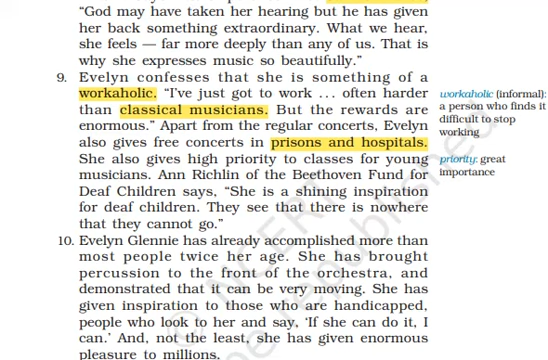 "God may have taken her hearing but he has given
her back something extraordinary. What we hear,
she feels — far more deeply than any of us. That is
why she expresses music so beautifully."
9. Evelyn confesses that she is something of a
workaholic. "I've just got to work ... often harder
than classical musicians. But the rewards are
enormous." Apart from the regular concerts, Evelyn
also gives free concerts in prisons and hospitals.
She also gives high priority to classes for young
musicians. Ann Richlin of the Beethoven Fund for
Deaf Children says, "She is a shining inspiration
for deaf children. They see that there is nowhere
that they cannot go."
workaholic (informal):
a person who finds it
difficult to stop
working
priority: great
importance
10. Evelyn Glennie has already accomplished more than
most people twice her age. She has brought
percussion to the front of the orchestra, and
demonstrated that it can be very moving. She has
given inspiration to those who are handicapped,
people who look to her and say, 'If she can do it, I
can.' And, not the least, she has given enormous
pleasure to millions.
© NCERT
be republished